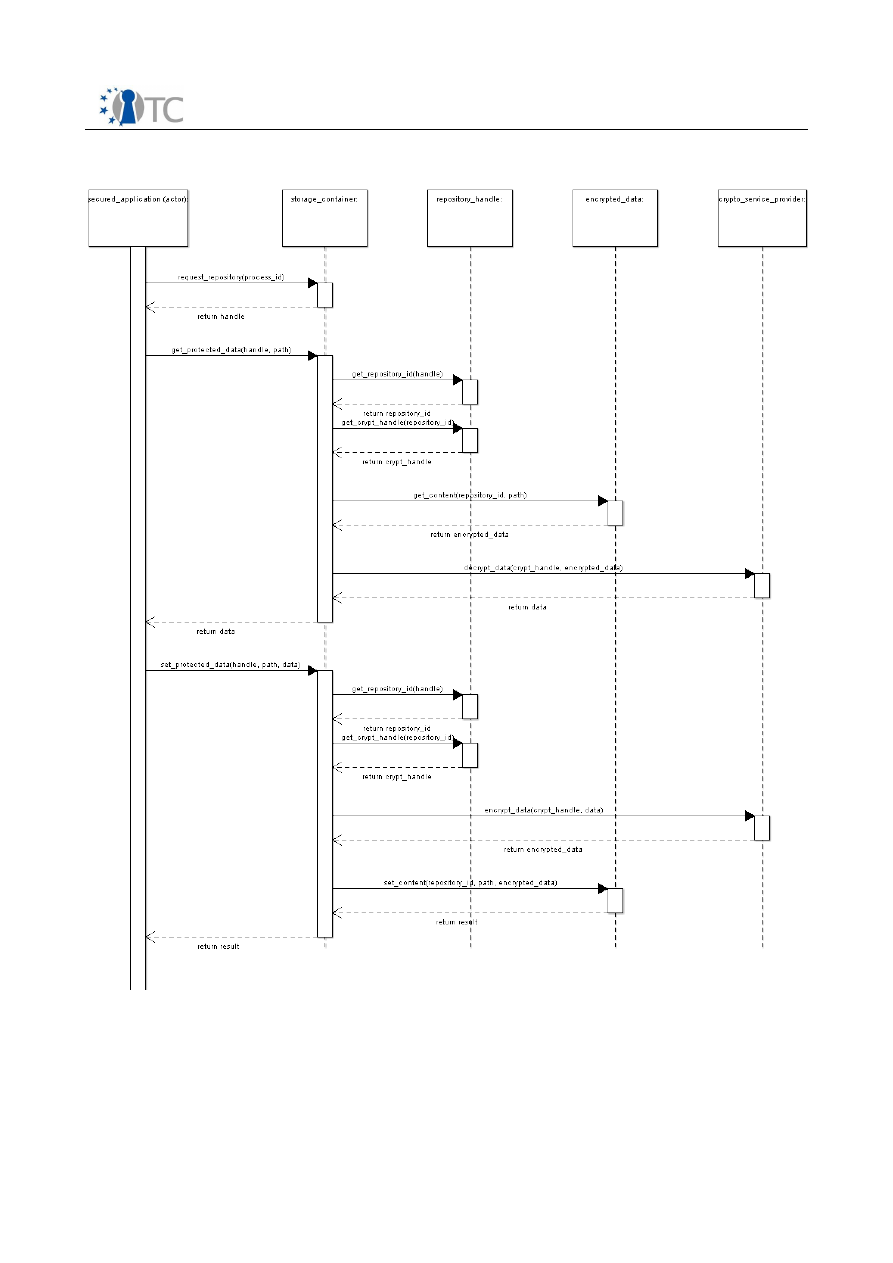 TC
secured_application (actor):
storage_container:
repository_handle:
encrypted_data:
crypto_service_provider:
request_repository(process_id)
return handle
get_protected_data(handle, path)
get_repository_id(handle)
return repository_id
get_crypt_handle(repository_id)
return crypt_handle
get_content(repository_id, path)
return encrypted_data
decrypt_data(crypt_handle, encrypted_data)
return data
return data
set_protected_data(handle, path, data)
get_repository_id(handle)
return repository_id
get_crypt_handle(repository_id)
return crypt_handle
encrypt_data(crypt_handle, data)
return encrypted_data
set_content(repository_id, path, encrypted_data)
return result
return result